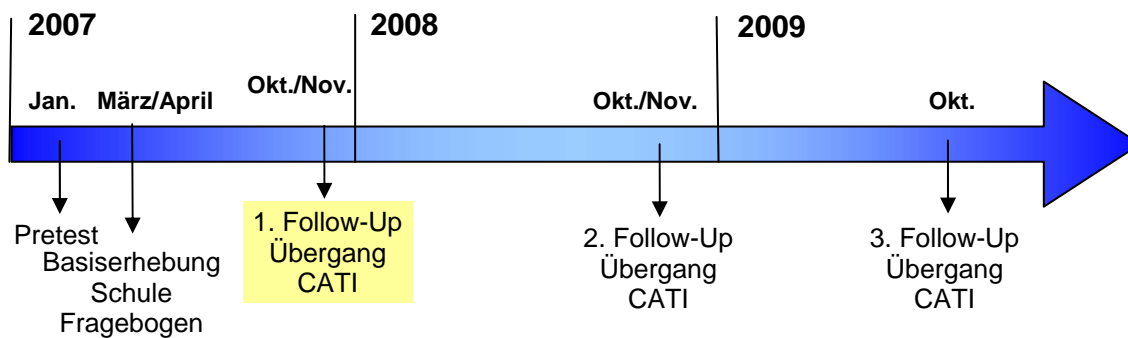 2007
2008
2009
Jan.
März/April
Okt./Nov.
Okt./Nov.
Okt.
Pretest
Basiserhebung
Schule
Fragebogen
1. Follow-Up
Übergang
CATI
2. Follow-Up
Übergang
CATI
3. Follow-Up
Übergang
CATI